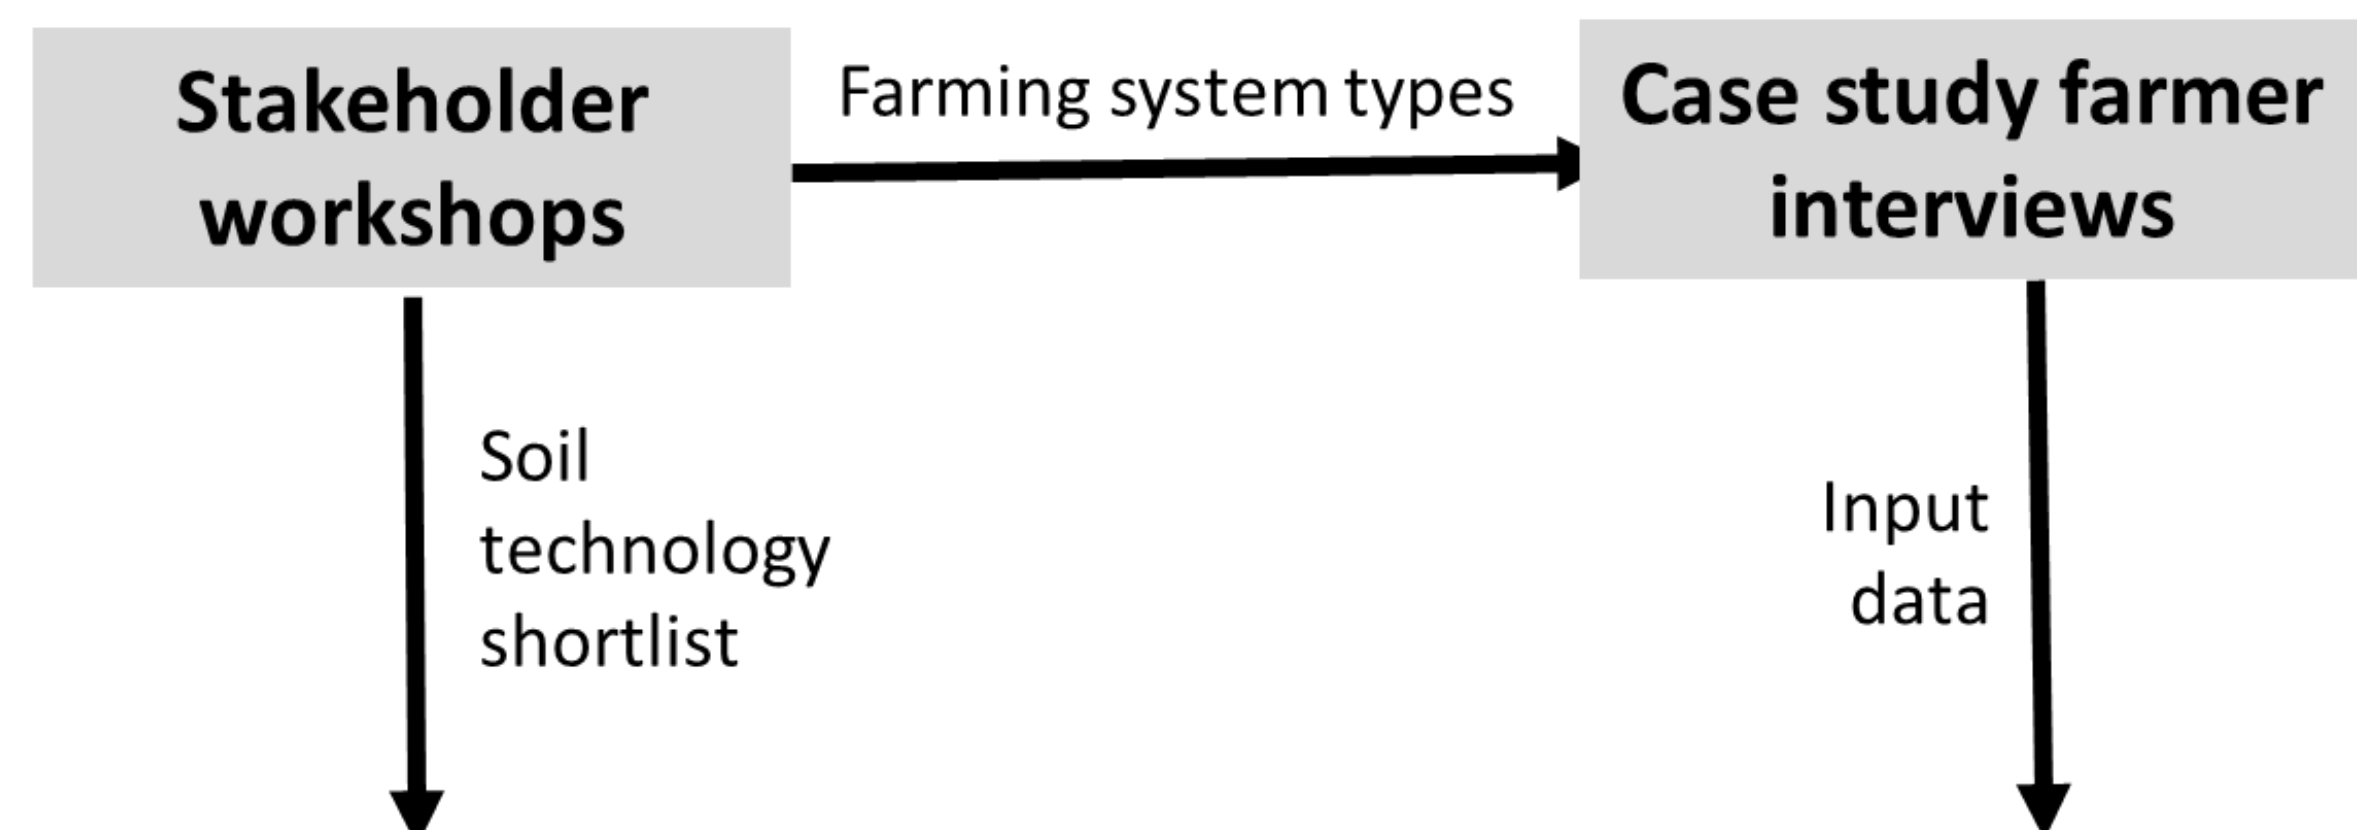 Stakeholder
workshops
Farming system types
Case study farmer
interviews
Soil
technology
shortlist
Input
data